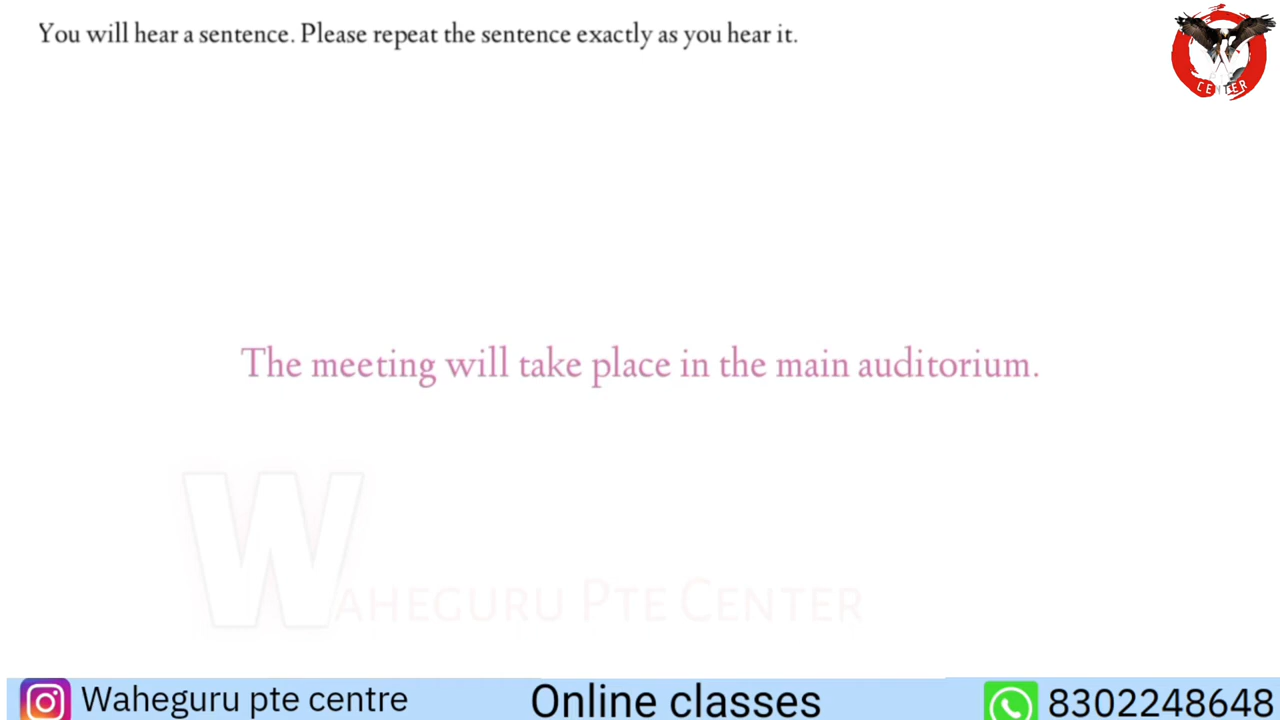 You will hear a sentence. Please repeat the sentence exactly as you hear it.
CENTER
The meeting will take place in the main auditorium.
WAHEGURU PTE CENTER
Waheguru pte centre
Online classes
8302248648